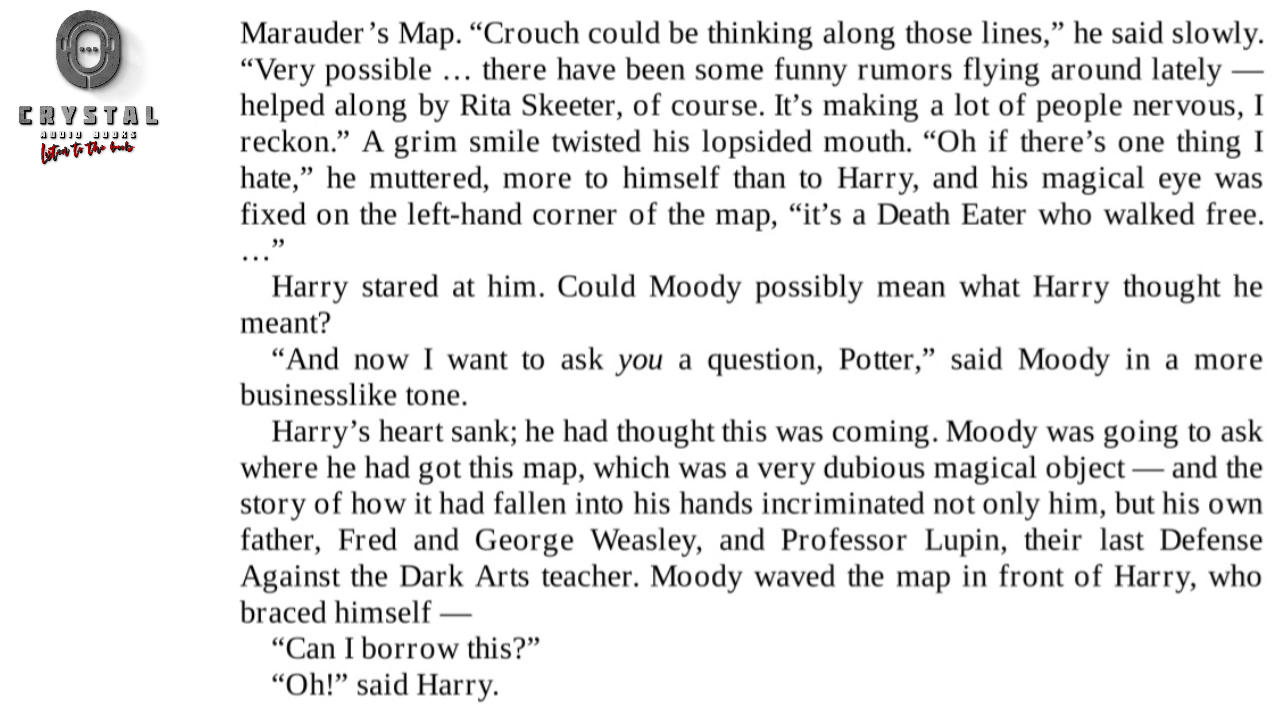 CRYSTAL
AUDIO BOOKS
Listen to the book
Marauder’s Map. “Crouch could be thinking along those lines,” he said slowly.
“Very possible … there have been some funny rumors flying around lately —
helped along by Rita Skeeter, of course. It’s making a lot of people nervous, I
reckon.” A grim smile twisted his lopsided mouth. “Oh if there’s one thing I
hate,” he muttered, more to himself than to Harry, and his magical eye was
fixed on the left-hand corner of the map, “it’s a Death Eater who walked free.
…”
Harry stared at him. Could Moody possibly mean what Harry thought he
meant?
“And now I want to ask you a question, Potter,” said Moody in a more
businesslike tone.
Harry’s heart sank; he had thought this was coming. Moody was going to ask
where he had got this map, which was a very dubious magical object — and the
story of how it had fallen into his hands incriminated not only him, but his own
father, Fred and George Weasley, and Professor Lupin, their last Defense
Against the Dark Arts teacher. Moody waved the map in front of Harry, who
braced himself —
“Can I borrow this?”
“Oh!” said Harry.